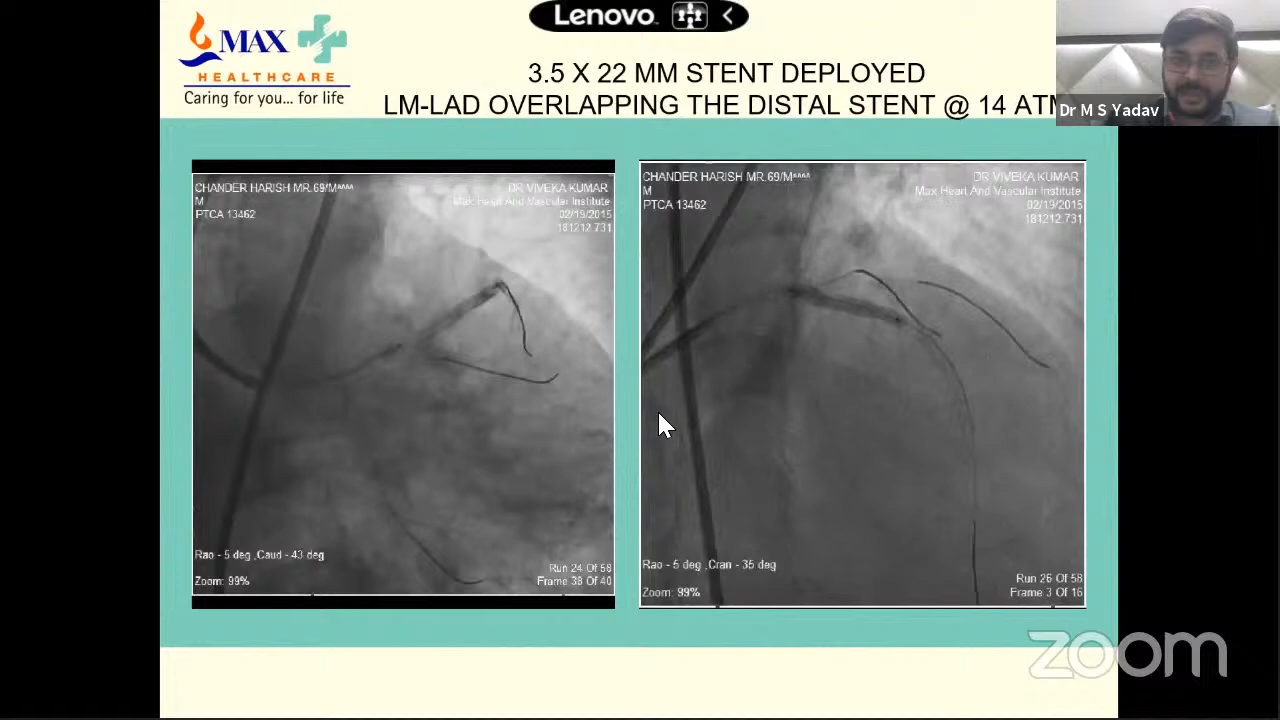 Lenovo
MAX
HEALTHCARE
Caring for you... for life
3.5 X 22 MM STENT DEPLOYED
LM-LAD OVERLAPPING THE DISTAL STENT @ 14 ATM
Dr M S Yadav
CHANDER HARISH MR.69/M^^^^
M
PTCA 13462
DR VIVEKA KUMAR
Max Heart And Vascular Institute
02/19/2015
181212.731
Rao - 5 deg ,Caud - 43 deg
Zoom: 99%
Run 24 Of 58
Frame 38 Of 40
CHANDER HARISH MR.69/M^^^^
M
PTCA 13462
DR VIVEKA KUMAR
Max Heart And Vascular Institute
02/19/2015
181212.731
Rao - 5 deg ,Cran - 35 deg
Zoom: 99%
Run 26 Of 58
Frame 3 Of 16
zoom